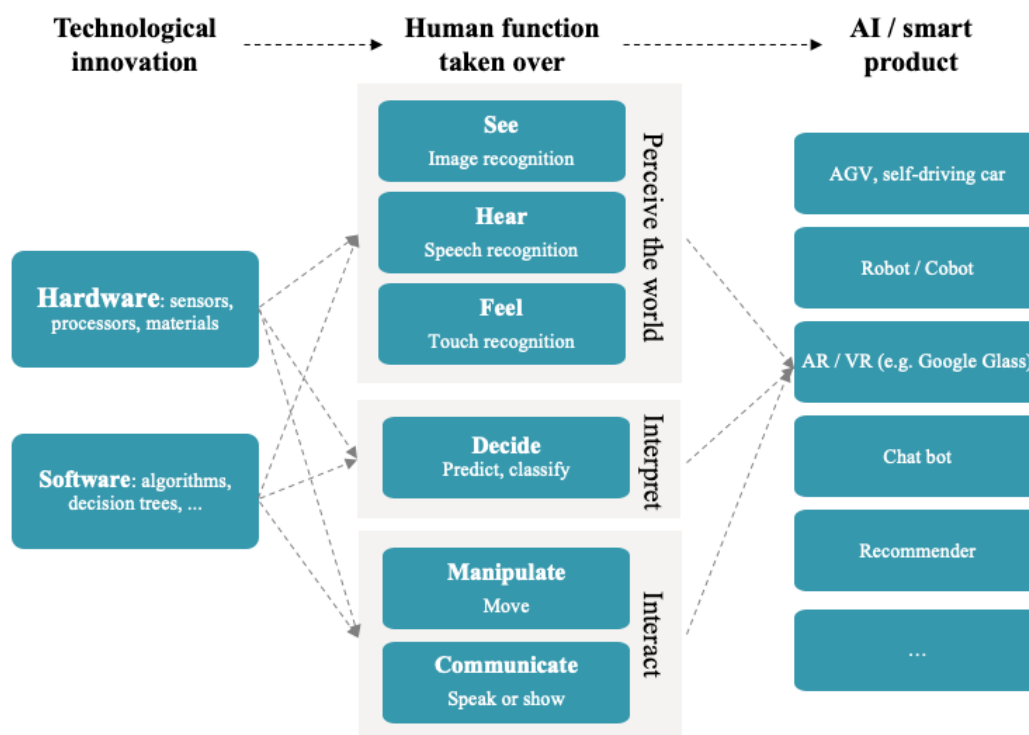 Technological
innovation
Human function
taken over
AI / smart
product
Hardware: sensors,
processors, materials
Software: algorithms,
decision trees, ...
See
Image recognition
Hear
Speech recognition
Feel
Touch recognition
Perceive the world
Decide
Predict, classify
Interpret
Manipulate
Move
Communicate
Speak or show
Interact
AGV, self-driving car
Robot / Cobot
AR / VR (e.g. Google Glass)
Chat bot
Recommender
...